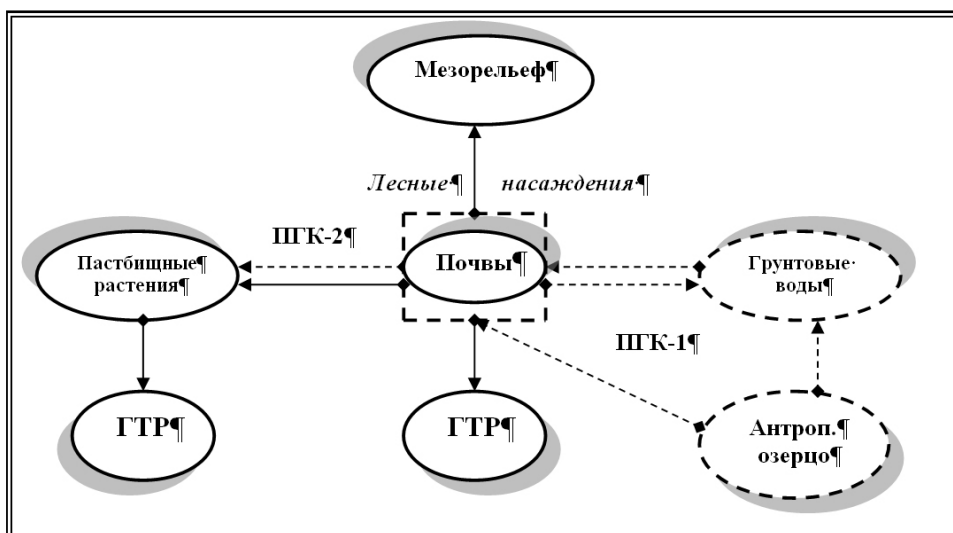 Мезорельеф¶
Лесные¶ насаждения¶
ПГК-2¶
Пастбищные¶
растения¶
Почвы¶
Грунтовые·
воды¶
ПГК-1¶
ГТР¶
ГТР¶
Антроп.¶
озерцо¶